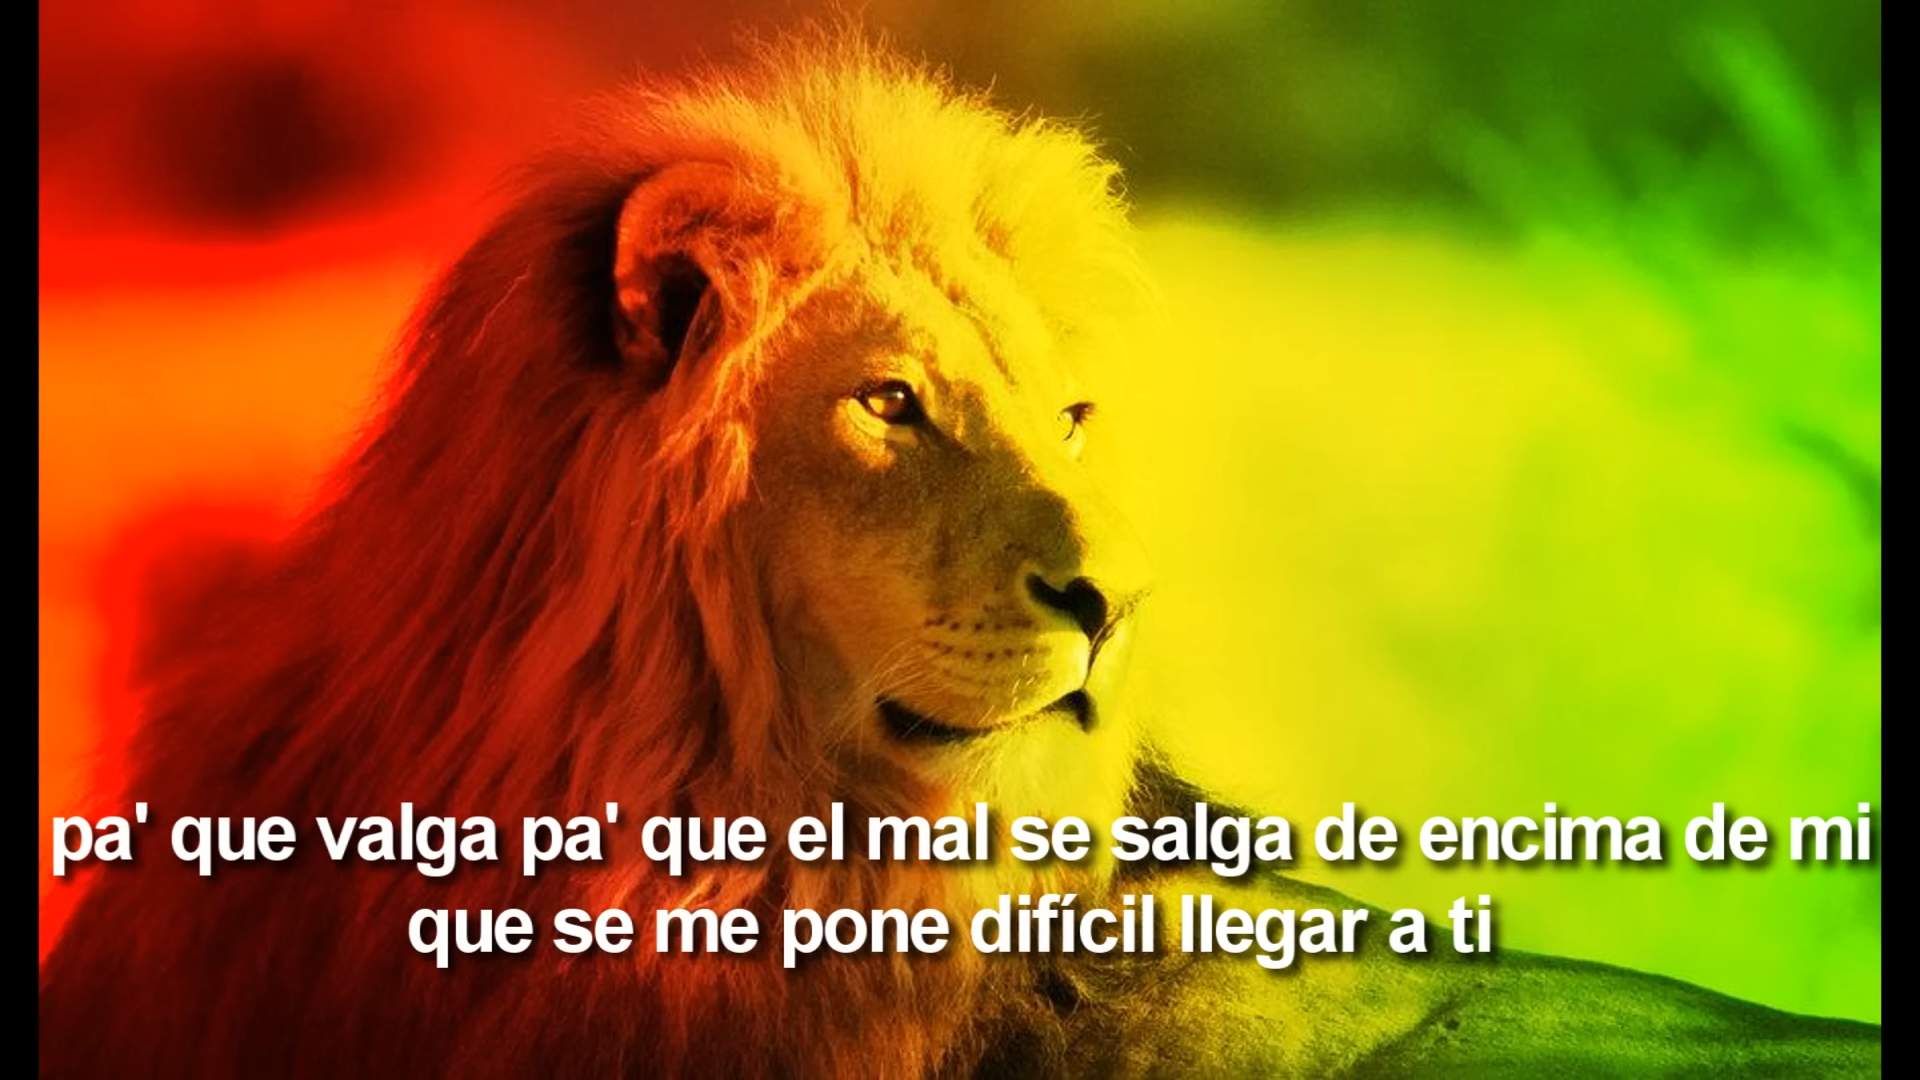 pa' que valga pa' que el mal se salga de encima de mi
que se me pone difícil llegar a ti